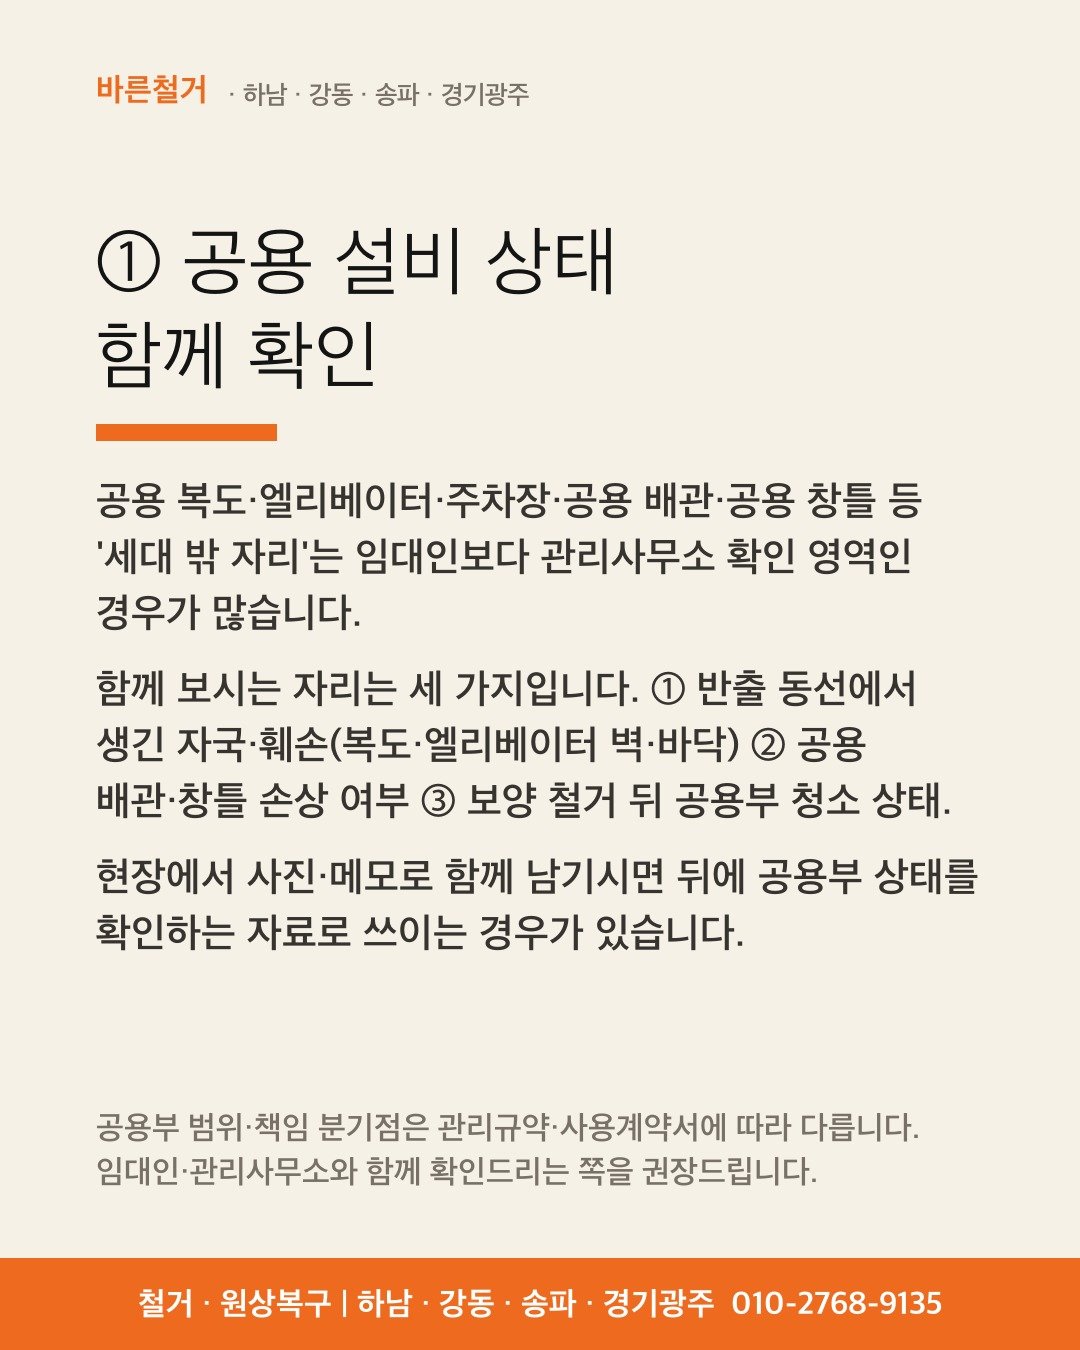 바른철거 · 하남 · 강동 · 송파 · 경기광주
① 공용 설비 상태
함께 확인
공용 복도·엘리베이터·주차장·공용 배관·공용 창틀 등
'세대 밖 자리'는 임대인보다 관리사무소 확인 영역인
경우가 많습니다.
함께 보시는 자리는 세 가지입니다. ① 반출 동선에서
생긴 자국·훼손(복도·엘리베이터 벽·바닥) ② 공용
배관·창틀 손상 여부 ③ 보양 철거 뒤 공용부 청소 상태.
현장에서 사진·메모로 함께 남기시면 뒤에 공용부 상태를
확인하는 자료로 쓰이는 경우가 있습니다.
공용부 범위·책임 분기점은 관리규약·사용계약서에 따라 다릅니다.
임대인·관리사무소와 함께 확인드리는 쪽을 권장드립니다.
철거 · 원상복구 | 하남 · 강동 · 송파 · 경기광주 010-2768-9135